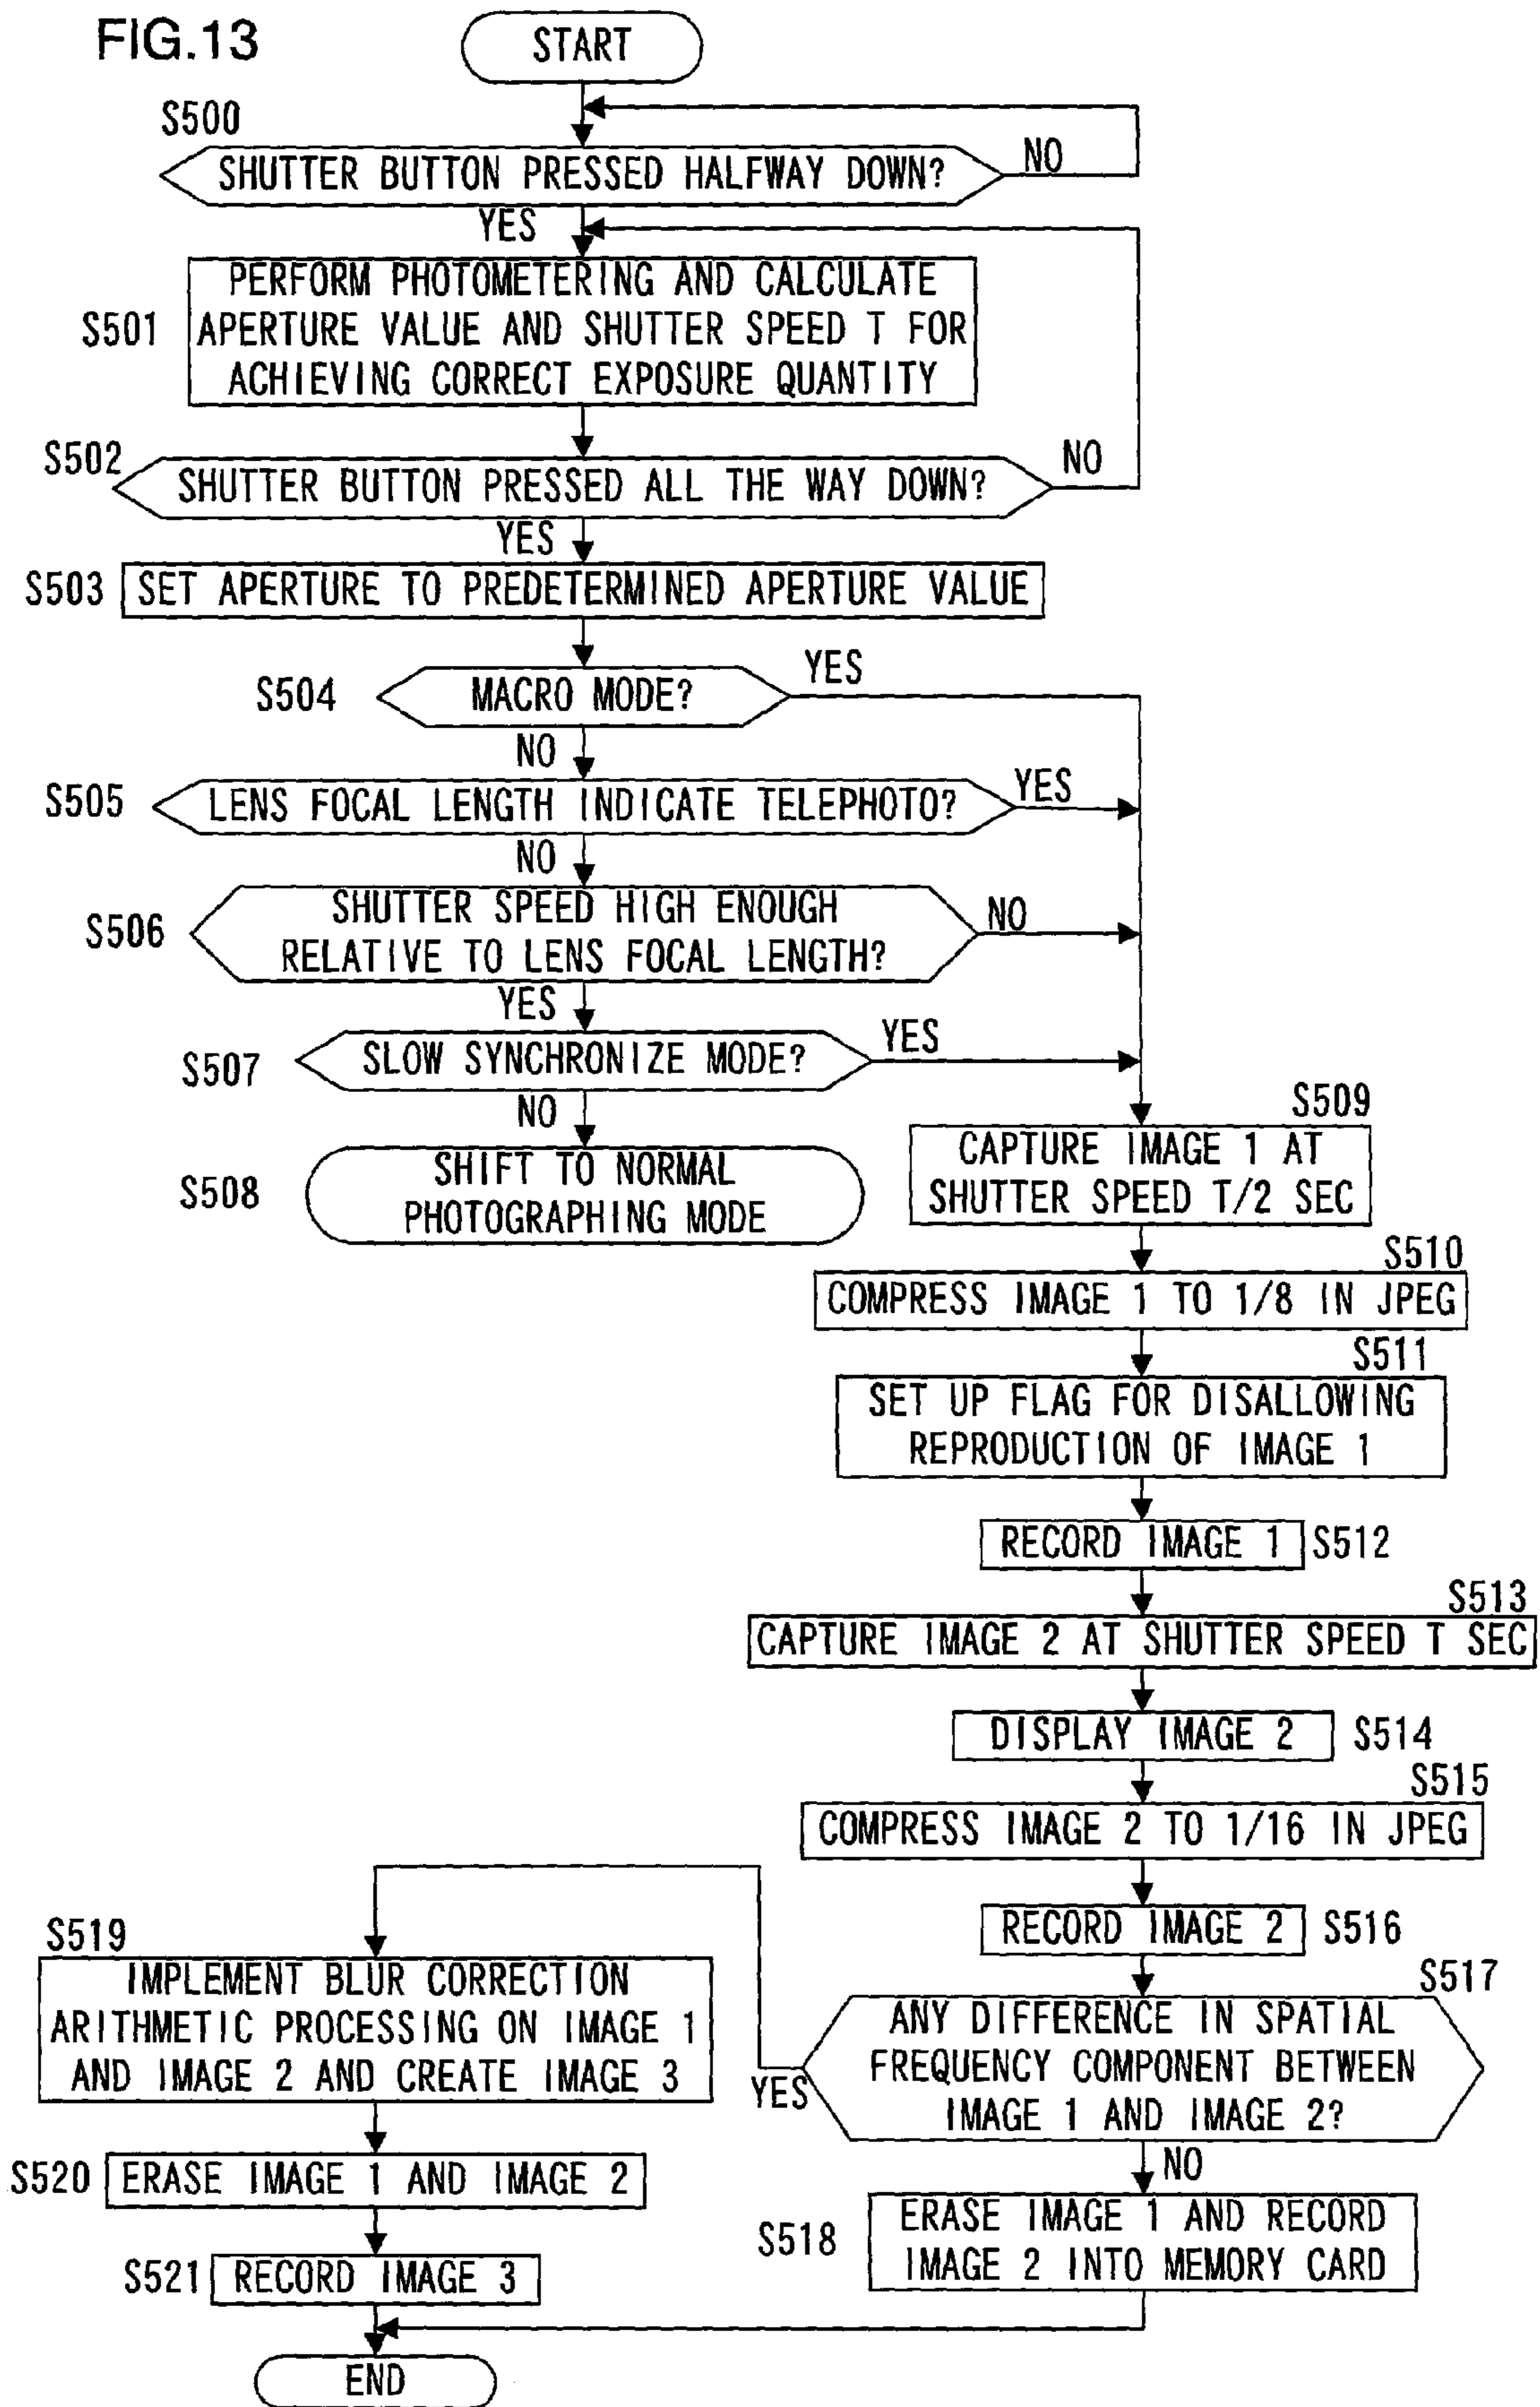 FIG.13
START
S500
SHUTTER BUTTON PRESSED HALFWAY DOWN?
NO
YES
S501
PERFORM PHOTOMETERING AND CALCULATE
APERTURE VALUE AND SHUTTER SPEED T FOR
ACHIEVING CORRECT EXPOSURE QUANTITY
S502
SHUTTER BUTTON PRESSED ALL THE WAY DOWN?
NO
YES
S503
SET APERTURE TO PREDETERMINED APERTURE VALUE
S504
MACRO MODE?
YES
NO
S505
LENS FOCAL LENGTH INDICATE TELEPHOTO?
YES
NO
S506
SHUTTER SPEED HIGH ENOUGH
RELATIVE TO LENS FOCAL LENGTH?
NO
YES
S507
SLOW SYNCHRONIZE MODE?
YES
NO
S508
SHIFT TO NORMAL
PHOTOGRAPHING MODE
S509
CAPTURE IMAGE 1 AT
SHUTTER SPEED T/2 SEC
S510
COMPRESS IMAGE 1 TO 1/8 IN JPEG
S511
SET UP FLAG FOR DISALLOWING
REPRODUCTION OF IMAGE 1
RECORD IMAGE 1
S512
S513
CAPTURE IMAGE 2 AT SHUTTER SPEED T SEC
DISPLAY IMAGE 2
S514
S515
COMPRESS IMAGE 2 TO 1/16 IN JPEG
RECORD IMAGE 2
S516
S517
ANY DIFFERENCE IN SPATIAL
FREQUENCY COMPONENT BETWEEN
IMAGE 1 AND IMAGE 2?
YES
NO
S518
ERASE IMAGE 1 AND RECORD
IMAGE 2 INTO MEMORY CARD
S519
IMPLEMENT BLUR CORRECTION
ARITHMETIC PROCESSING ON IMAGE 1
AND IMAGE 2 AND CREATE IMAGE 3
S520
ERASE IMAGE 1 AND IMAGE 2
S521
RECORD IMAGE 3
END